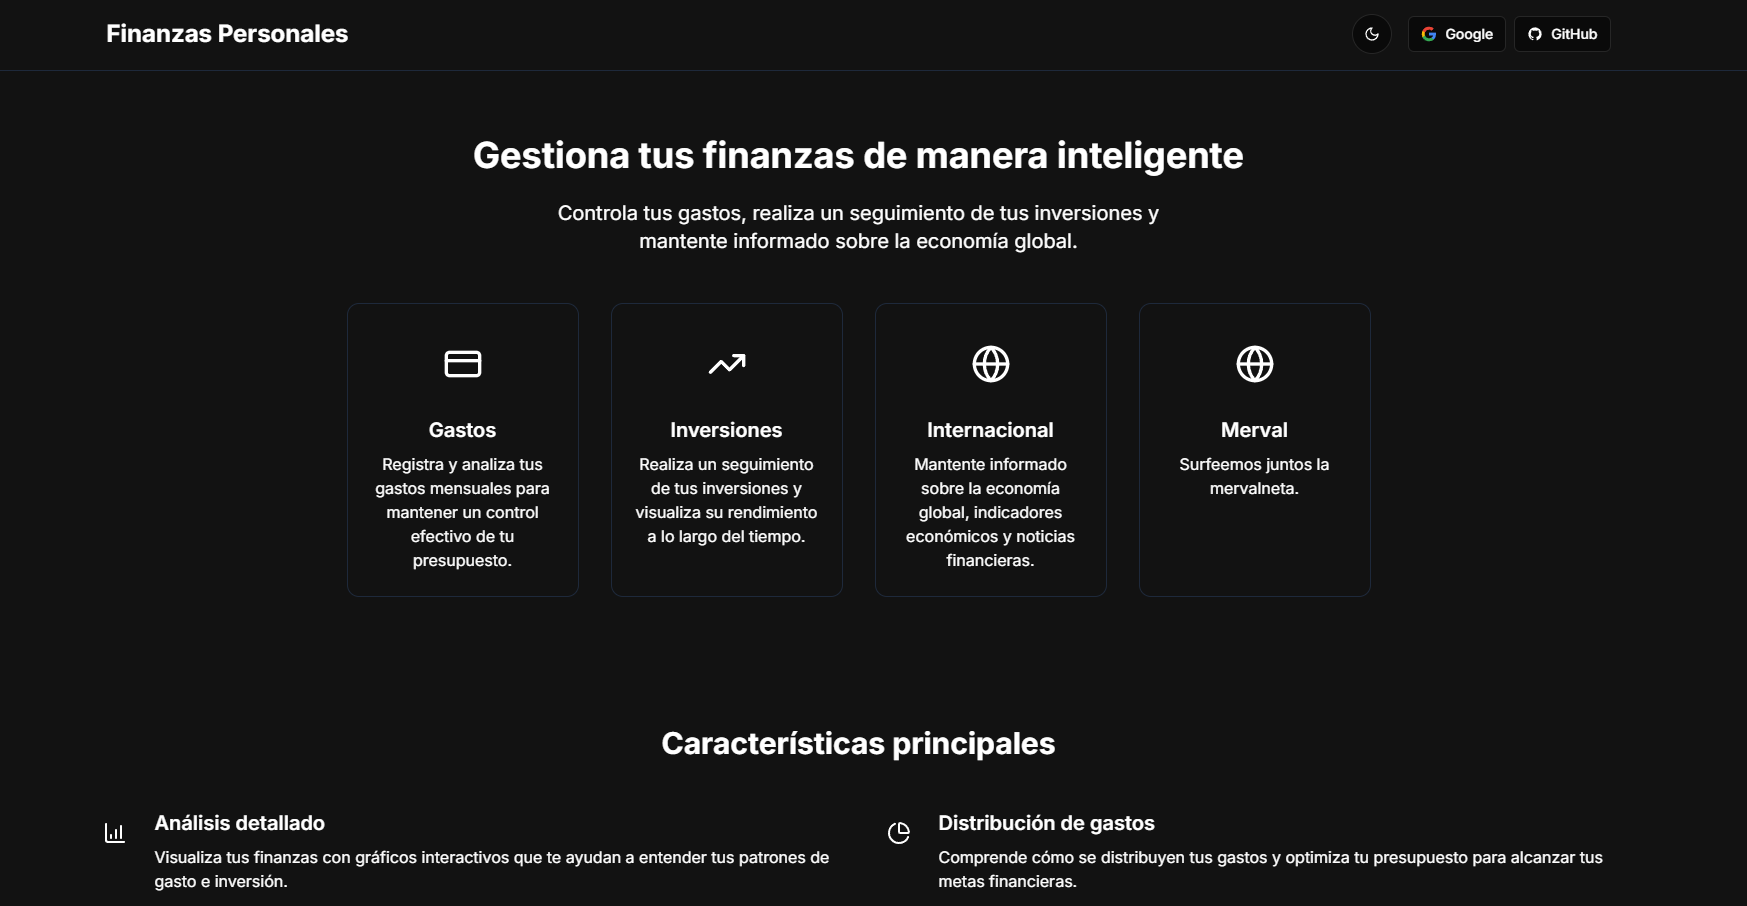 Finanzas Personales
Google
GitHub
Gestiona tus finanzas de manera inteligente
Controla tus gastos, realiza un seguimiento de tus inversiones y
mantente informado sobre la economía global.
Gastos
Registra y analiza tus
gastos mensuales para
mantener un control
efectivo de tu
presupuesto.
Inversiones
Realiza un seguimiento
de tus inversiones y
visualiza su rendimiento
a lo largo del tiempo.
Internacional
Mantente informado
sobre la economía
global, indicadores
económicos y noticias
financieras.
Merval
Surfeemos juntos la
mervalneta.
Características principales
Análisis detallado
Visualiza tus finanzas con gráficos interactivos que te ayudan a entender tus patrones de
gasto e inversión.
Distribución de gastos
Comprende cómo se distribuyen tus gastos y optimiza tu presupuesto para alcanzar tus
metas financieras.